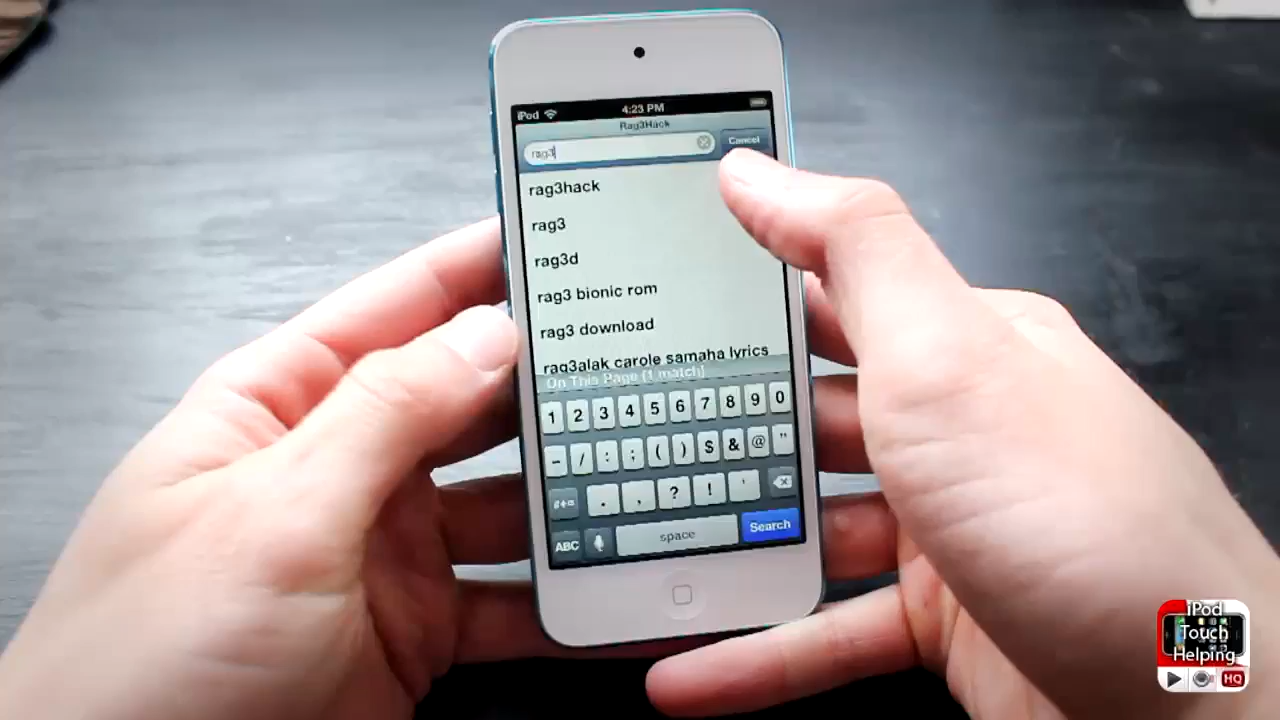 iPod 4:23 PM
Rag3Hack
rag3 Cancel
rag3hack
rag3
rag3d
rag3 bionic rom
rag3 download
rag3alak carole samaha lyrics
On This Page (1 match)
1 2 3 4 5 6 7 8 9 0
- / : ; ( ) $ & @ "
#+= . , ? ! '
ABC space Search
iPod
Touch
Helping
HQ